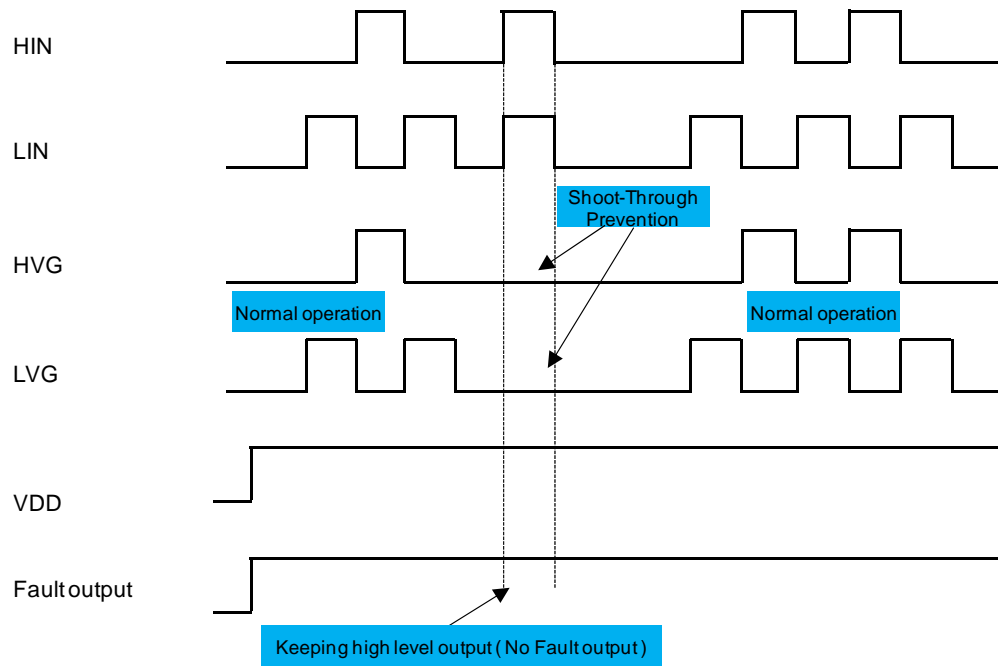 HIN
LIN
Shoot-Through
Prevention
HVG
Normal operation
Normal operation
LVG
VDD
Fault output
Keeping high level output ( No Fault output )